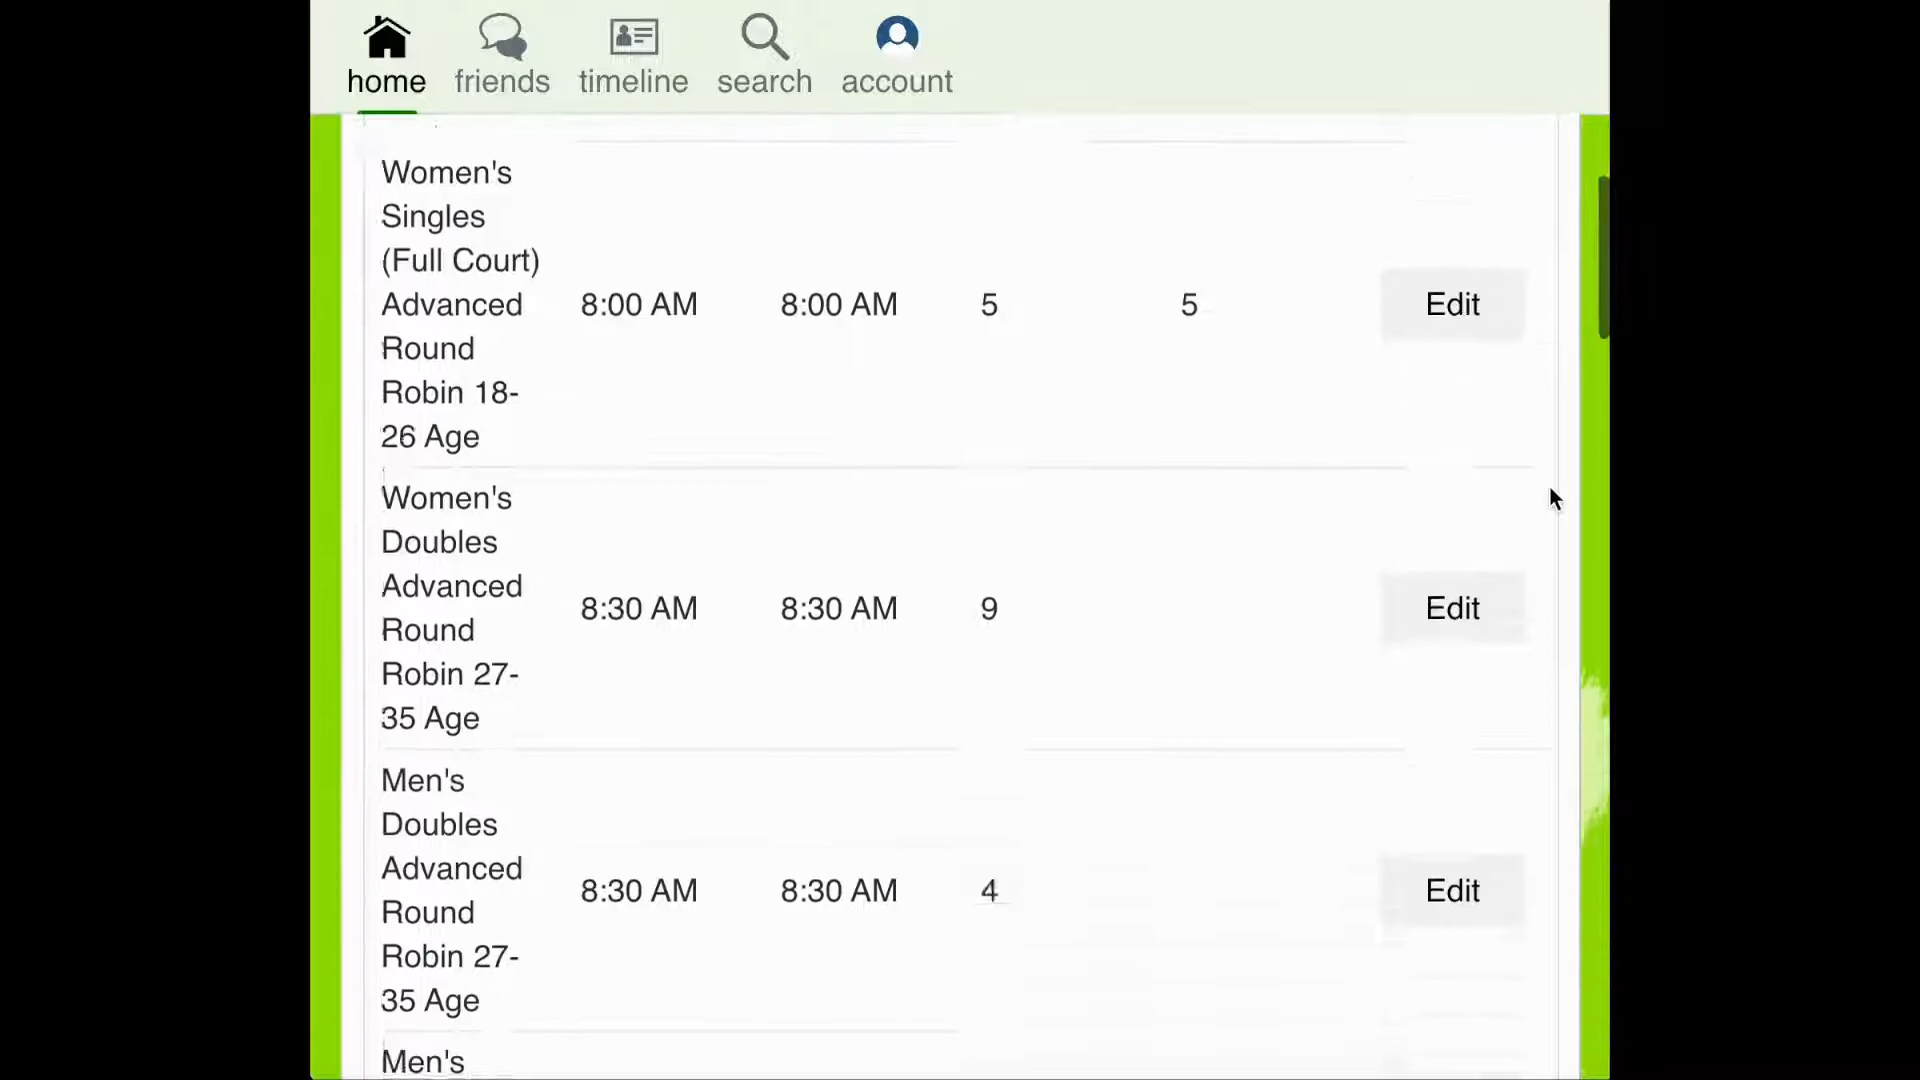 home friends timeline search account
Women's
Singles
(Full Court)
Advanced 8:00 AM 8:00 AM 5 5 Edit
Round
Robin 18-
26 Age
Women's
Doubles
Advanced
8:30 AM 8:30 AM 9 Edit
Round
Robin 27-
35 Age
Men's
Doubles
Advanced
8:30 AM 8:30 AM 4 Edit
Round
Robin 27-
35 Age
Men's